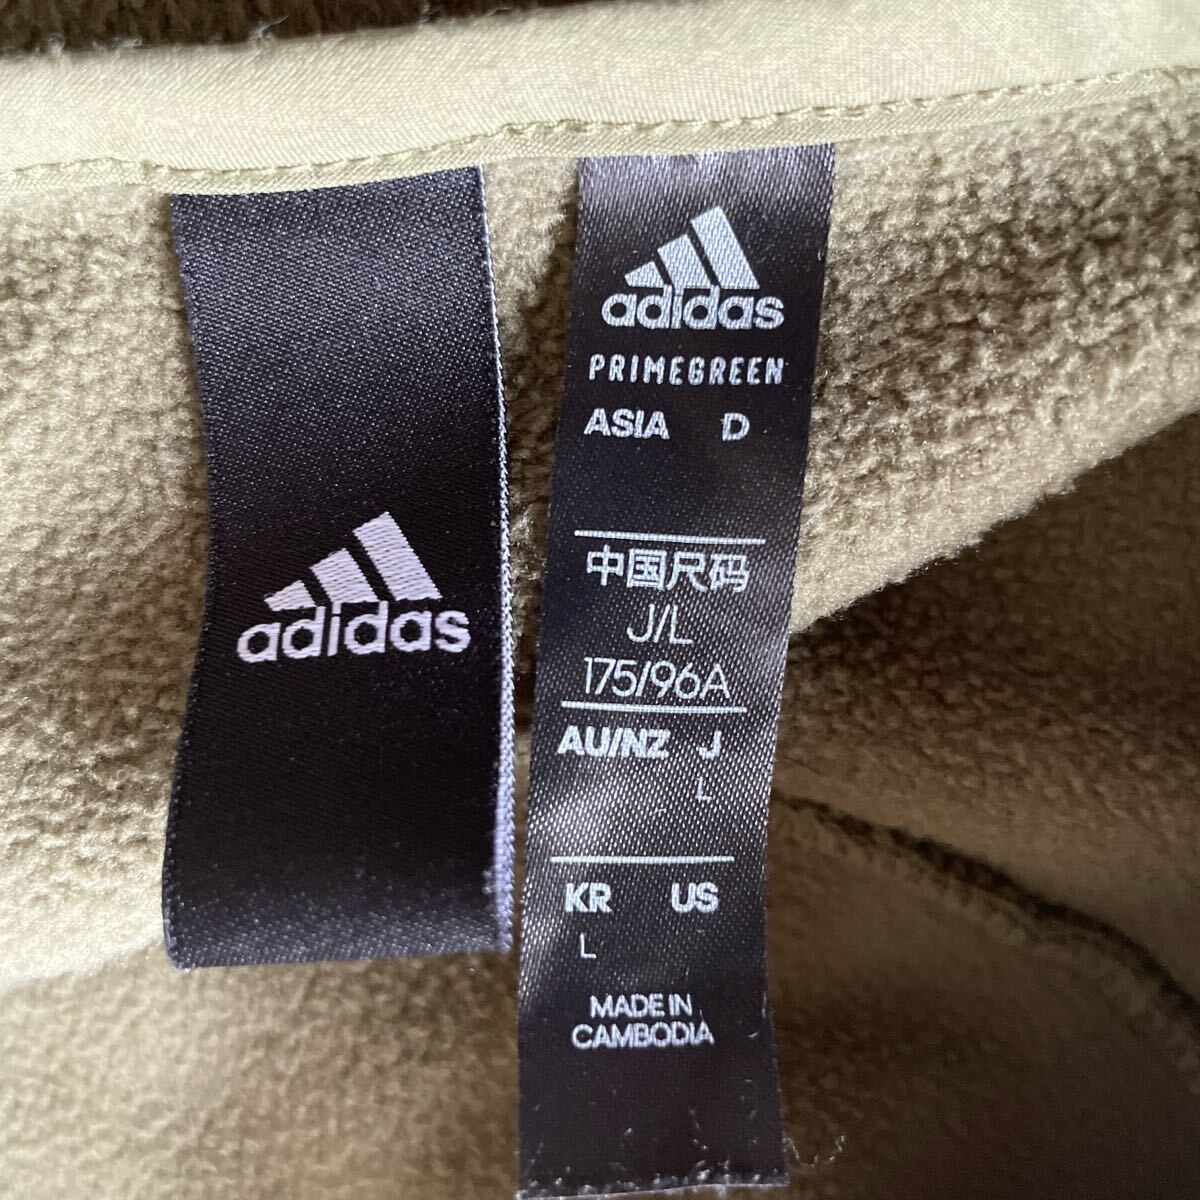 adidas
adidas
PRIMEGREEN
ASIA D
中国尺码
J/L
175/96A
AU/NZ J
L
KR US
L
MADE IN
CAMBODIA